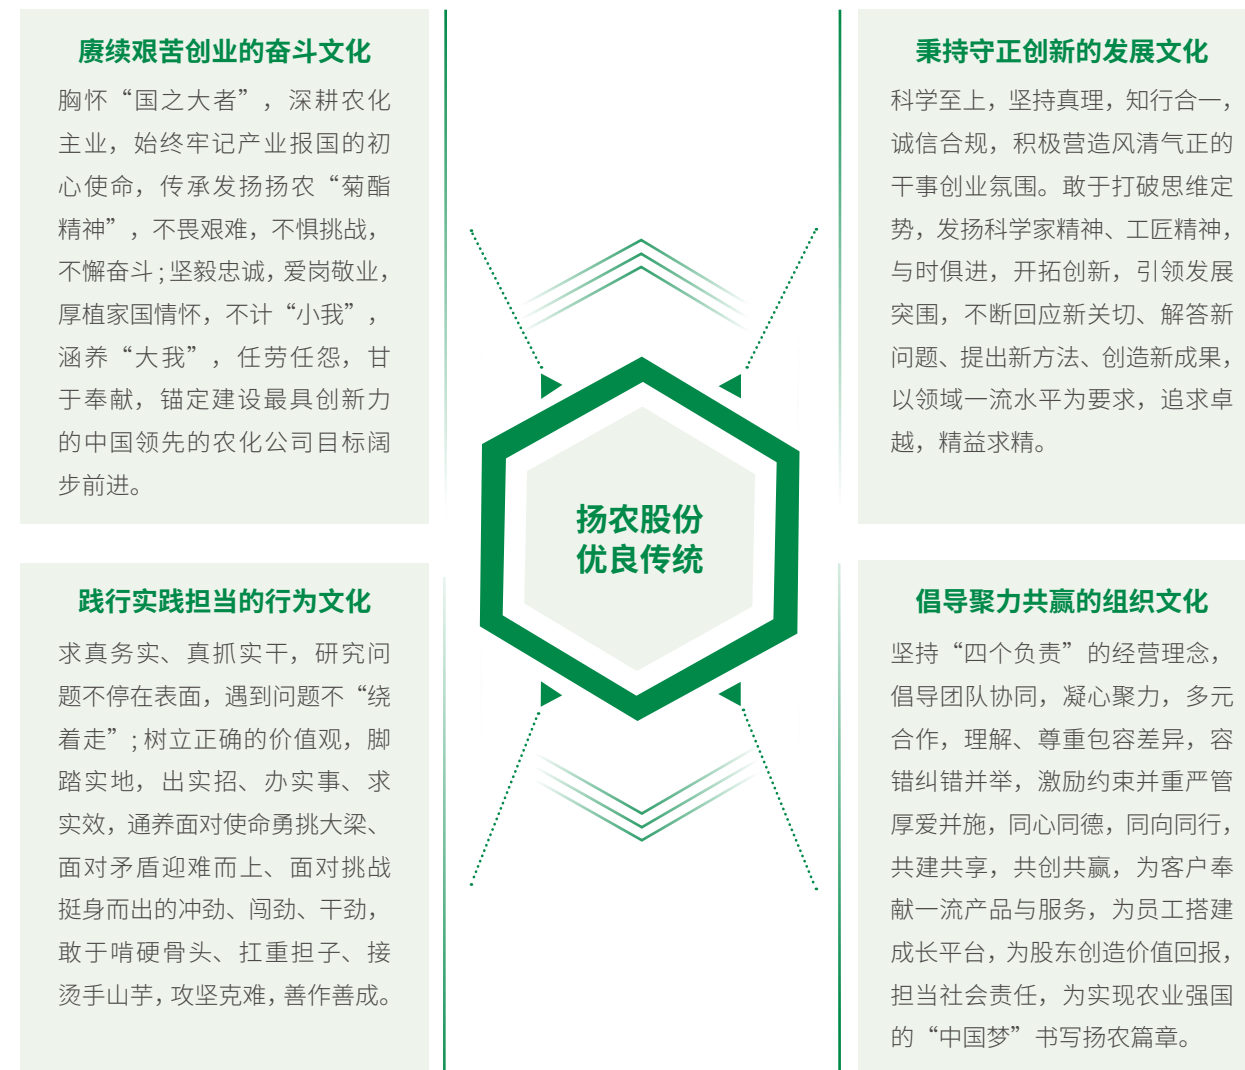 赓续艰苦创业的奋斗文化
胸怀“国之大者”，深耕农化
主业，始终牢记产业报国的初
心使命，传承发扬扬农“菊酯
精神”，不畏艰难，不惧挑战，
不懈奋斗；坚毅忠诚，爱岗敬业，
厚植家国情怀，不计“小我”，
涵养“大我”，任劳任怨，甘
于奉献，锚定建设最具创新力
的中国领先的农化公司目标阔
步前进。
秉持守正创新的发展文化
科学至上，坚持真理，知行合一，
诚信合规，积极营造风清气正的
干事创业氛围。敢于打破思维定
势，发扬科学家精神、工匠精神，
与时俱进，开拓创新，引领发展
突围，不断回应新关切、解答新
问题、提出新方法、创造新成果，
以领域一流水平为要求，追求卓
越，精益求精。
扬农股份
优良传统
践行实践担当的行为文化
求真务实、真抓实干，研究问
题不停在表面，遇到问题不“绕
着走”；树立正确的价值观，脚
踏实地，出实招、办实事、求
实效，通养面对使命勇挑大梁、
面对矛盾迎难而上、面对挑战
挺身而出的冲劲、闯劲、干劲，
敢于啃硬骨头、扛重担子、接
烫手山芋，攻坚克难，善作善成。
倡导聚力共赢的组织文化
坚持“四个负责”的经营理念，
倡导团队协同，凝心聚力，多元
合作，理解、尊重包容差异，容
错纠错并举，激励约束并重严管
厚爱并施，同心同德，同向同行，
共建共享，共创共赢，为客户奉
献一流产品与服务，为员工搭建
成长平台，为股东创造价值回报，
担当社会责任，为实现农业强国
的“中国梦”书写扬农篇章。